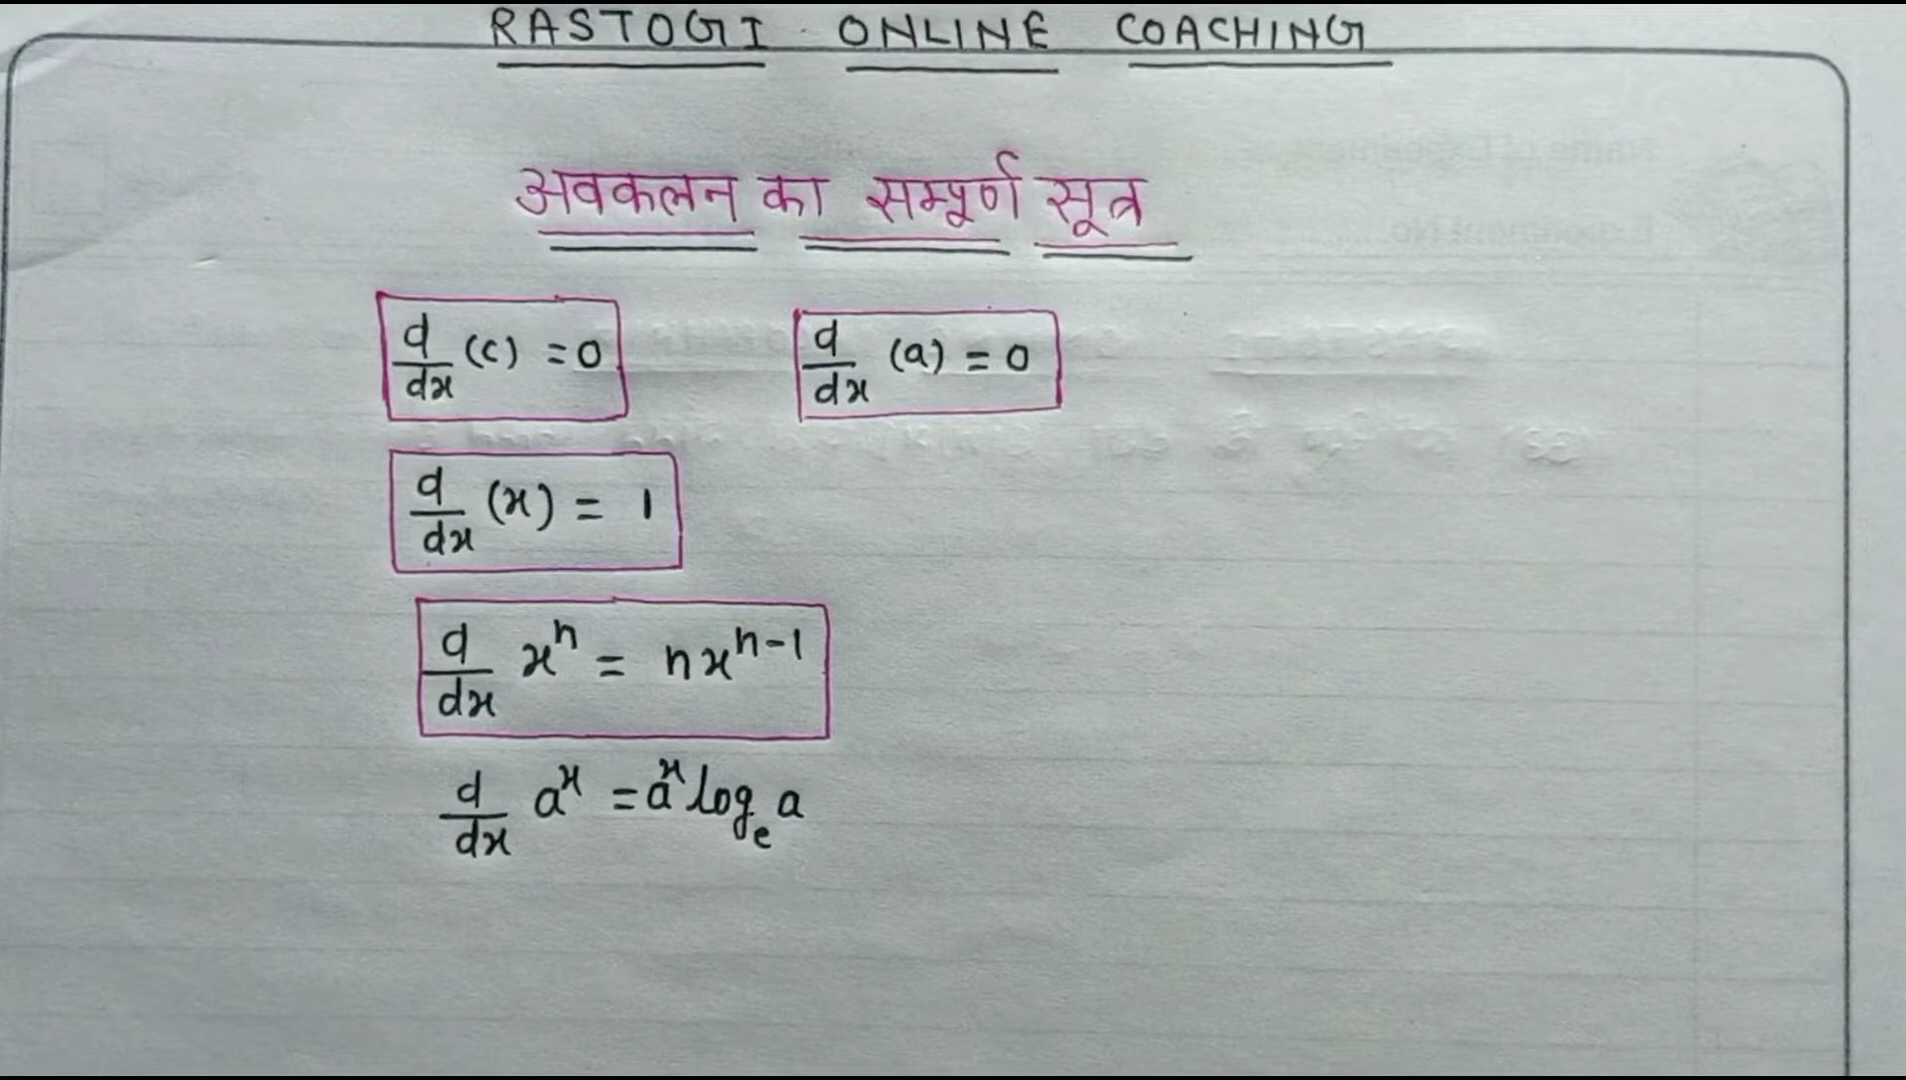 RASTOGI ONLINE COACHING
अवकलन का सम्पूर्ण सूत्र
d/dx (c) = 0 d/dx (a) = 0
d/dx (x) = 1
d/dx xⁿ = nxⁿ⁻¹
d/dx aˣ = aˣ logₑ a